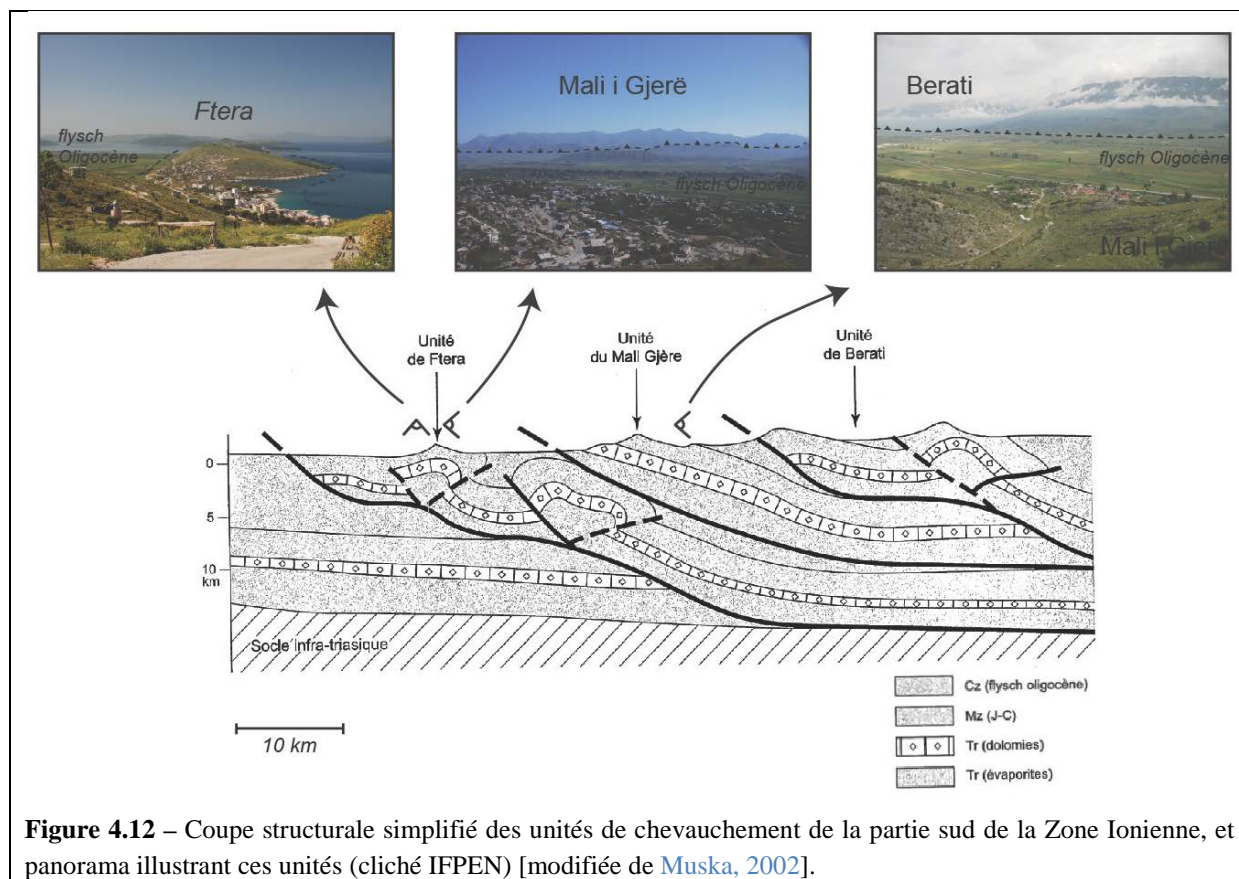 Ftera
flysch
Oligocène
Mali i Gjerë
flysch Oligocène
Berati
flysch Oligocène
Mali i Gjerë
Unité
de Ftera
Unité
du Mall Gjère
Unité
de Berati
0
5
10
km
Socle infra-triasique
10 km
Cz (flysch oligocène)
Mz (J-C)
Tr (dolomies)
Tr (évaporites)
Figure 4.12 – Coupe structurale simplifié des unités de chevauchement de la partie sud de la Zone Ionienne, et
panorama illustrant ces unités (cliché IFPEN) [modifiée de Muska, 2002].